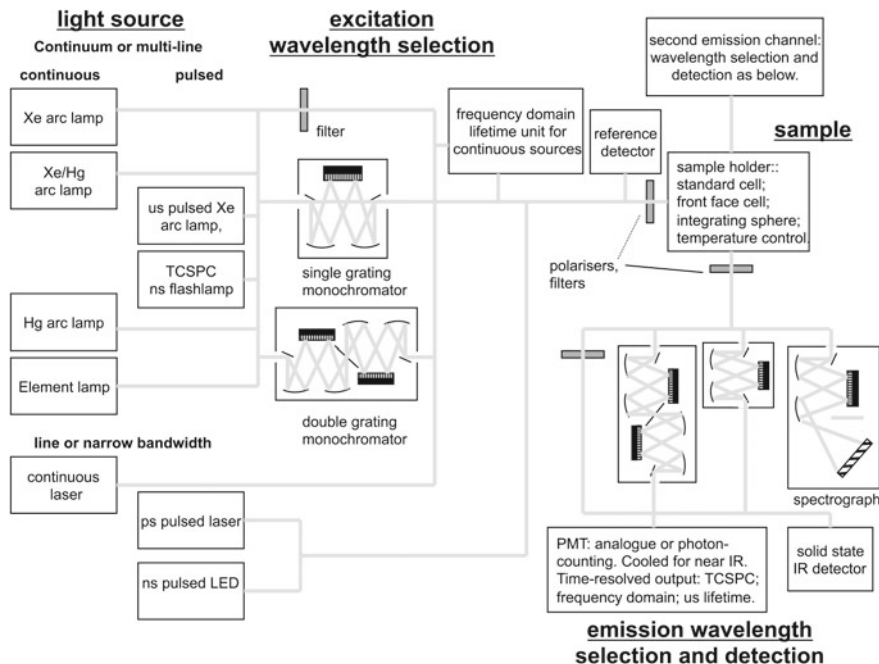 light source
Continuum or multi-line
continuous
pulsed
Xe arc lamp
Xe/Hg
arc lamp
us pulsed Xe
arc lamp,
TCSPC
ns flashlamp
Hg arc lamp
Element lamp
line or narrow bandwidth
continuous
laser
ps pulsed laser
ns pulsed LED
excitation
wavelength selection
filter
single grating
monochromator
double grating
monochromator
frequency domain
lifetime unit for
continuous sources
reference
detector
second emission channel:
wavelength selection and
detection as below.
sample
sample holder::
standard cell;
front face cell;
integrating sphere;
temperature control.
polarisers,
filters
spectrograph
PMT: analogue or photon-
counting. Cooled for near IR.
Time-resolved output: TCSPC;
frequency domain; us lifetime.
solid state
IR detector
emission wavelength
selection and detection